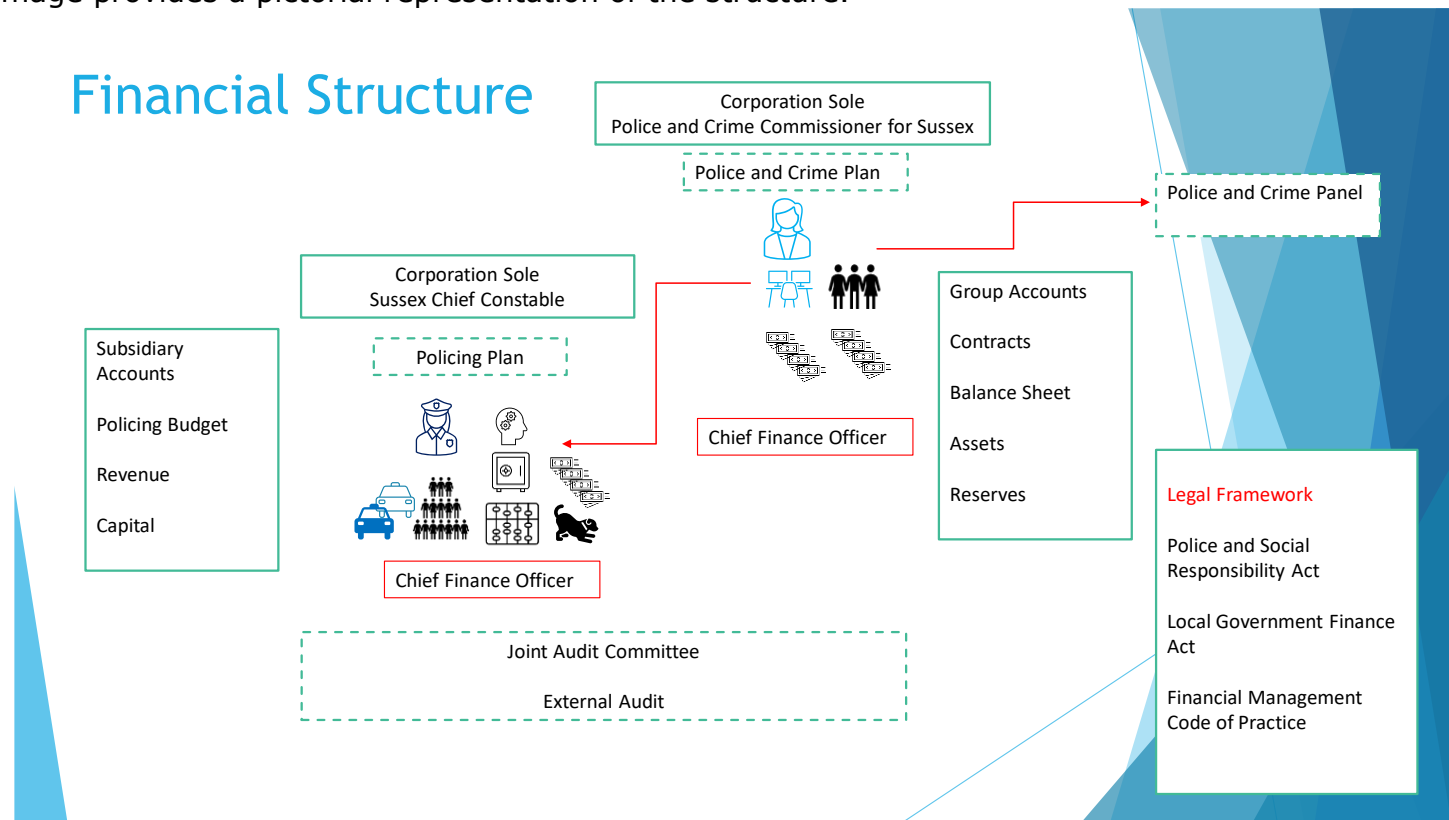 mage provides a pictorial representation of the structure.
Financial Structure
Corporation Sole
Police and Crime Commissioner for Sussex
Police and Crime Plan
Police and Crime Panel
Corporation Sole
Sussex Chief Constable
Policing Plan
Subsidiary
Accounts
Policing Budget
Revenue
Capital
Chief Finance Officer
Group Accounts
Contracts
Balance Sheet
Assets
Reserves
Chief Finance Officer
Joint Audit Committee
External Audit
Legal Framework
Police and Social
Responsibility Act
Local Government Finance
Act
Financial Management
Code of Practice